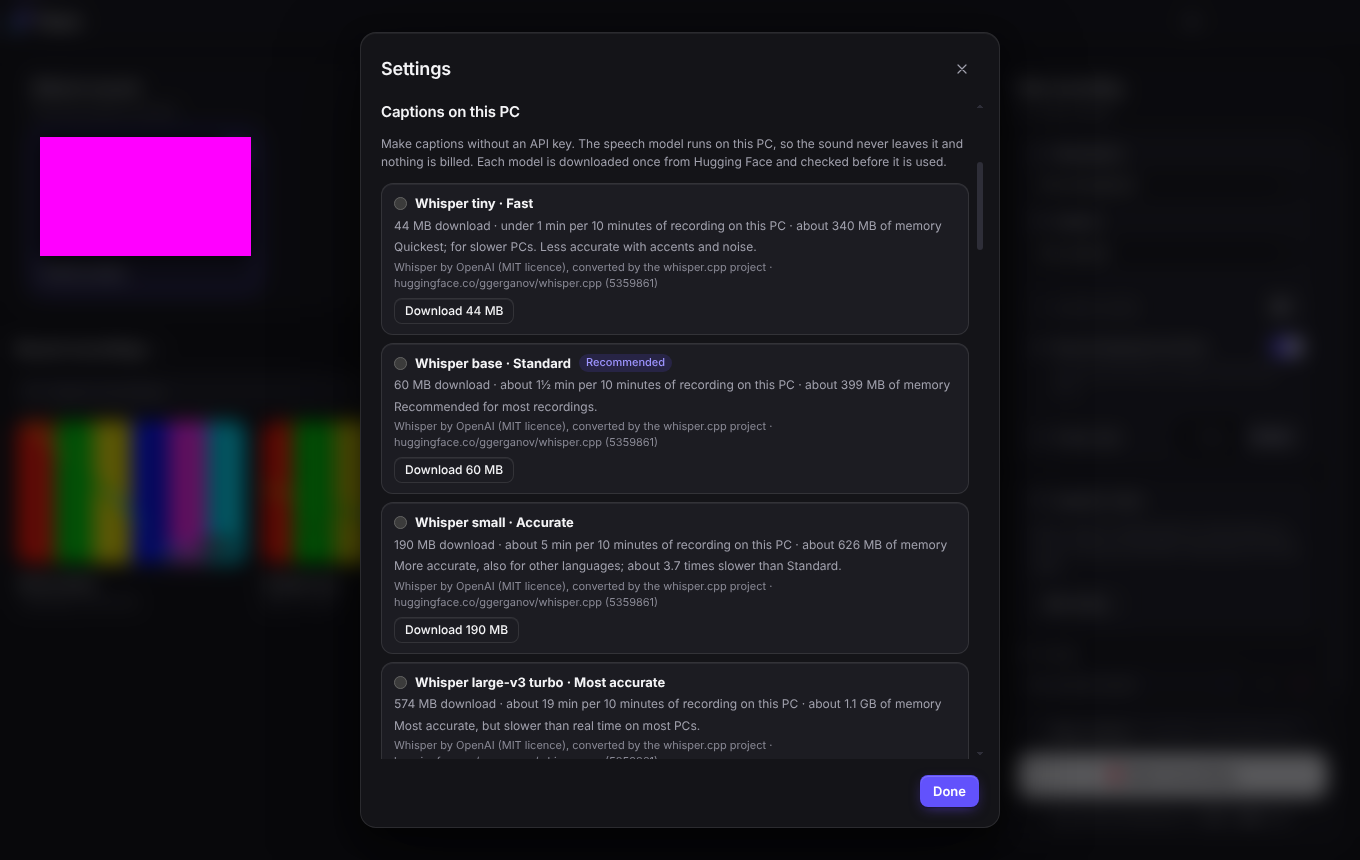 Settings
Captions on this PC
Make captions without an API key. The speech model runs on this PC, so the sound never leaves it and
nothing is billed. Each model is downloaded once from Hugging Face and checked before it is used.
Whisper tiny · Fast
44 MB download · under 1 min per 10 minutes of recording on this PC · about 340 MB of memory
Quickest; for slower PCs. Less accurate with accents and noise.
Whisper by OpenAI (MIT licence), converted by the whisper.cpp project ·
huggingface.co/ggerganov/whisper.cpp (5359861)
Download 44 MB
Whisper base · Standard Recommended
60 MB download · about 1½ min per 10 minutes of recording on this PC · about 399 MB of memory
Recommended for most recordings.
Whisper by OpenAI (MIT licence), converted by the whisper.cpp project ·
huggingface.co/ggerganov/whisper.cpp (5359861)
Download 60 MB
Whisper small · Accurate
190 MB download · about 5 min per 10 minutes of recording on this PC · about 626 MB of memory
More accurate, also for other languages; about 3.7 times slower than Standard.
Whisper by OpenAI (MIT licence), converted by the whisper.cpp project ·
huggingface.co/ggerganov/whisper.cpp (5359861)
Download 190 MB
Whisper large-v3 turbo · Most accurate
574 MB download · about 19 min per 10 minutes of recording on this PC · about 1.1 GB of memory
Most accurate, but slower than real time on most PCs.
Whisper by OpenAI (MIT licence), converted by the whisper.cpp project ·
Done